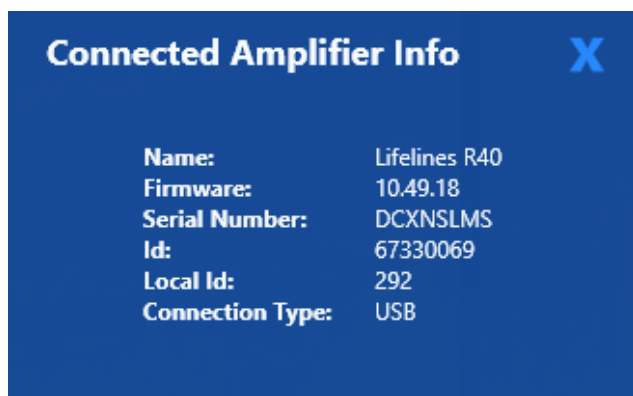 Connected Amplifier Info X
Name: Lifelines R40
Firmware: 10.49.18
Serial Number: DCXNSLMS
Id: 67330069
Local Id: 292
Connection Type: USB